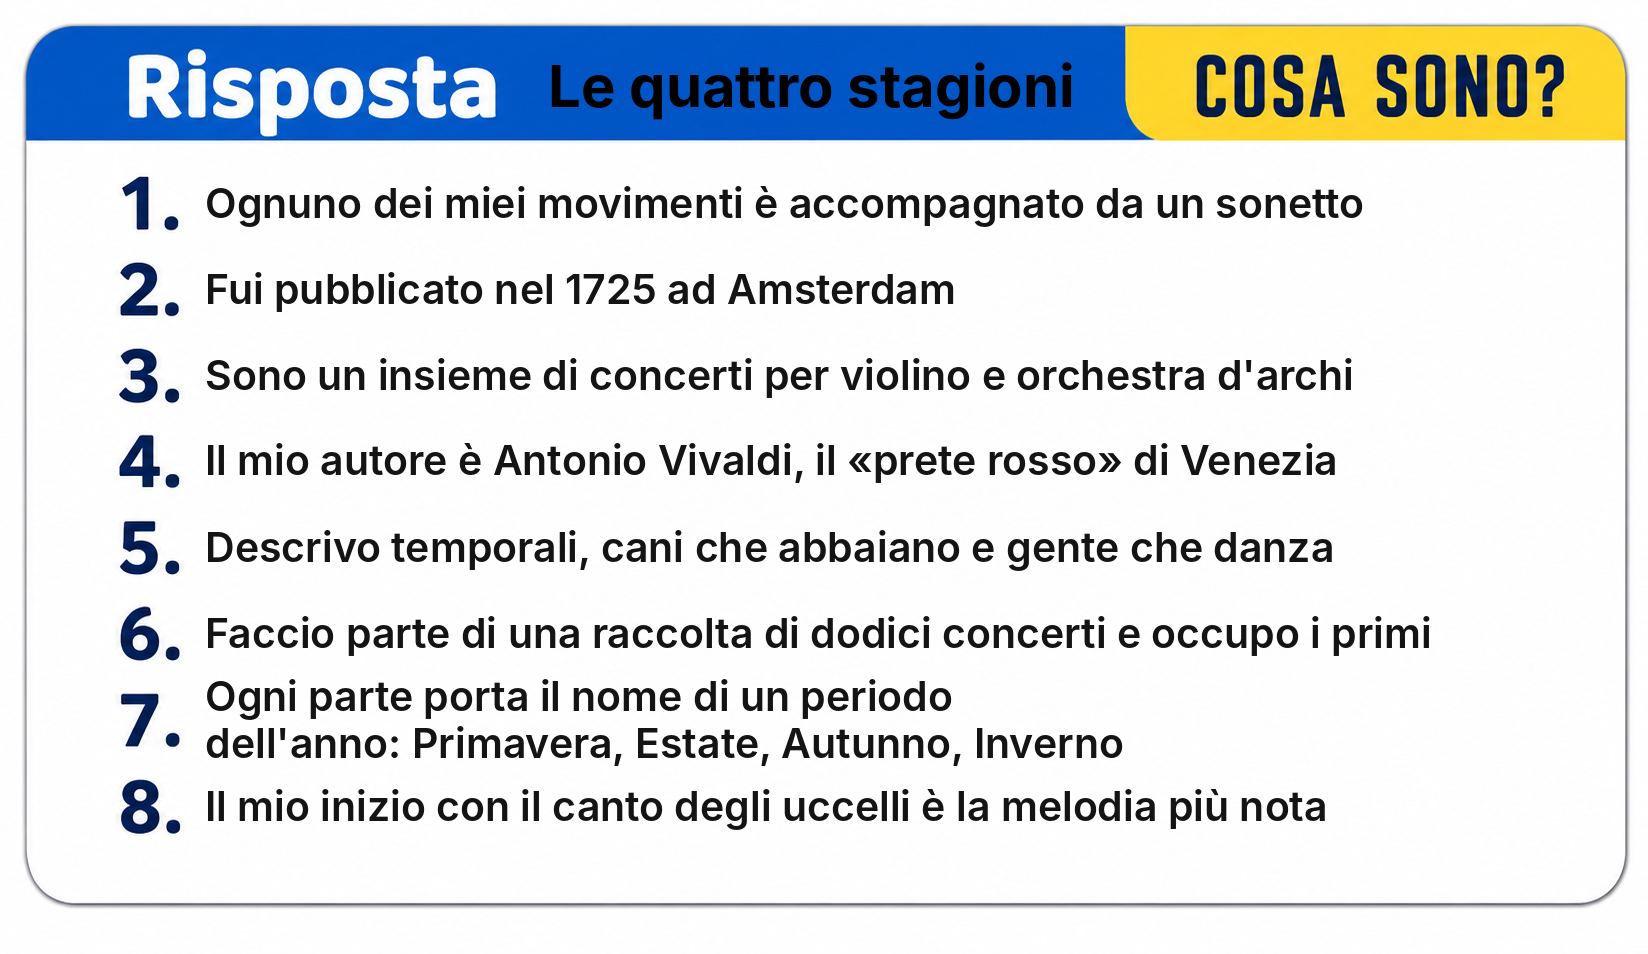 Risposta Le quattro stagioni COSA SONO?
1. Ognuno dei miei movimenti è accompagnato da un sonetto
2. Fui pubblicato nel 1725 ad Amsterdam
3. Sono un insieme di concerti per violino e orchestra d'archi
4. Il mio autore è Antonio Vivaldi, il «prete rosso» di Venezia
5. Descrivo temporali, cani che abbaiano e gente che danza
6. Faccio parte di una raccolta di dodici concerti e occupo i primi
7. Ogni parte porta il nome di un periodo
dell'anno: Primavera, Estate, Autunno, Inverno
8. Il mio inizio con il canto degli uccelli è la melodia più nota